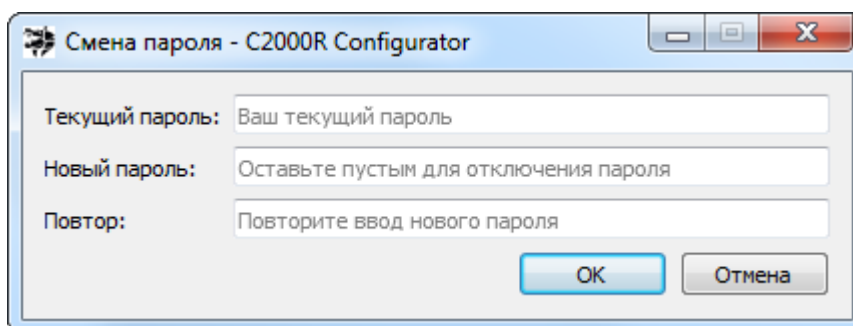 Смена пароля - C2000R Configurator
Текущий пароль: Ваш текущий пароль
Новый пароль: Оставьте пустым для отключения пароля
Повтор: Повторите ввод нового пароля
OK Отмена